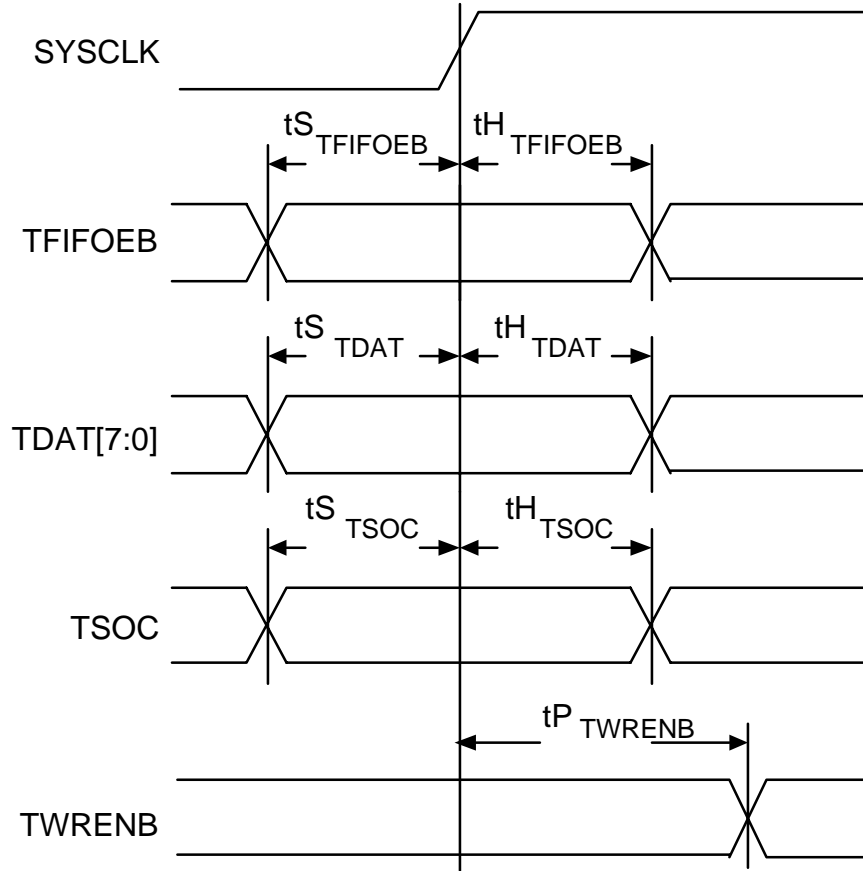 SYSCLK
tS TFIFOEB tH TFIFOEB
TFIFOEB
tS TDAT tH TDAT
TDAT[7:0]
tS TSOC tH TSOC
TSOC
tP TWRENB
TWRENB